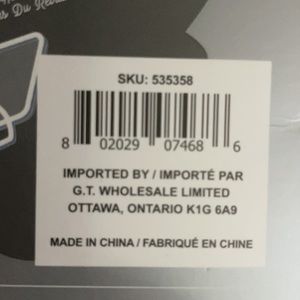 Du
SKU: 535358
8 02029 07468 6
IMPORTED BY / IMPORTÉ PAR
G.T. WHOLESALE LIMITED
OTTAWA, ONTARIO K1G 6A9
MADE IN CHINA / FABRIQUÉ EN CHINE